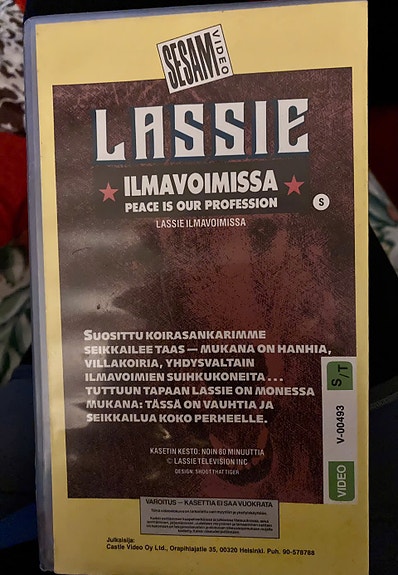 SESAM VIDEO
LASSIE
ILMAVOIMISSA
PEACE IS OUR PROFESSION
S
LASSIE ILMAVOIMISSA
SUOSITTU KOIRASANKARIMME
SEIKKAILEE TAAS — MUKANA ON HANHIA,
VILLAKOIRIA, YHDYSVALTAIN
ILMAVOIMIEN SUIHKUKONEITA...
TUTTUUN TAPAAN LASSIE ON MONESSA
MUKANA: TÄSSÄ ON VAUHTIA JA
SEIKKAILUA KOKO PERHEELLE.
S/T
V-00493
VIDEO
KASETIN KESTO: NOIN 80 MINUUTTIA
© LASSIE TELEVISION INC
DESIGN: SHOOTTHATTIGER
VAROITUS – KASETTIA EI SAA VUOKRATA
Julkaisija:
Castle Video Oy Ltd., Orapihlajatie 35, 00320 Helsinki. Puh. 90-578788